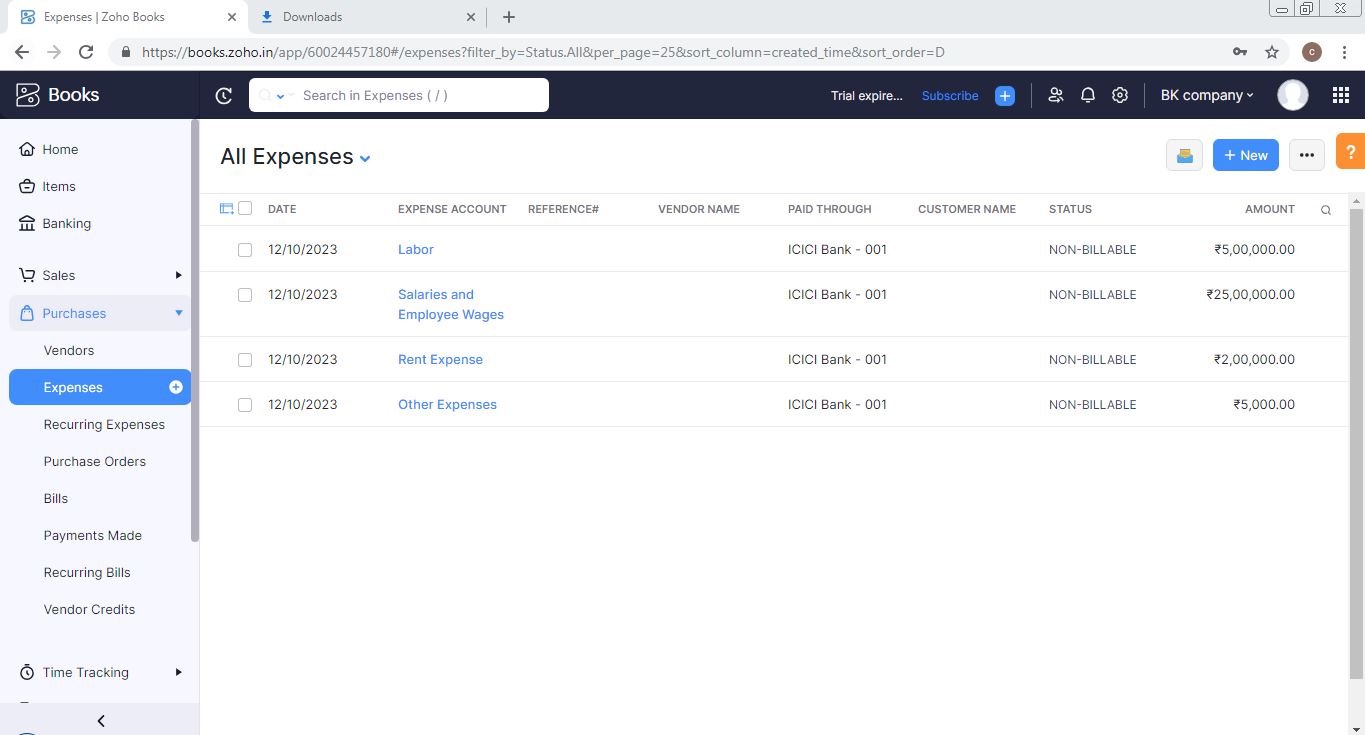 Expenses | Zoho Books
Downloads
https://books.zoho.in/app/60024457180#/expenses?filter_by=Status.All&per_page=25&sort_column=created_time&sort_order=D
c
Books
Search in Expenses ( / )
Trial expire...
Subscribe
BK company
Home
Items
Banking
Sales
Purchases
Vendors
Expenses
Recurring Expenses
Purchase Orders
Bills
Payments Made
Recurring Bills
Vendor Credits
Time Tracking
All Expenses
+ New
?
DATE EXPENSE ACCOUNT REFERENCE# VENDOR NAME PAID THROUGH CUSTOMER NAME STATUS AMOUNT
12/10/2023 Labor ICICI Bank - 001 NON-BILLABLE ₹5,00,000.00
12/10/2023 Salaries and ICICI Bank - 001 NON-BILLABLE ₹25,00,000.00
Employee Wages
12/10/2023 Rent Expense ICICI Bank - 001 NON-BILLABLE ₹2,00,000.00
12/10/2023 Other Expenses ICICI Bank - 001 NON-BILLABLE ₹5,000.00